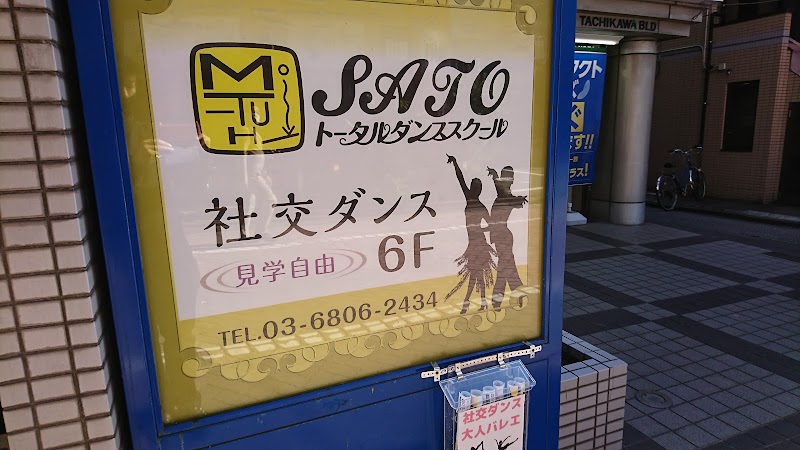 SATO
トータルダンススクール
社交ダンス
見学自由 6F
TEL.03-6806-2434
社交ダンス
大人バレエ
TACHIKAWA BLD